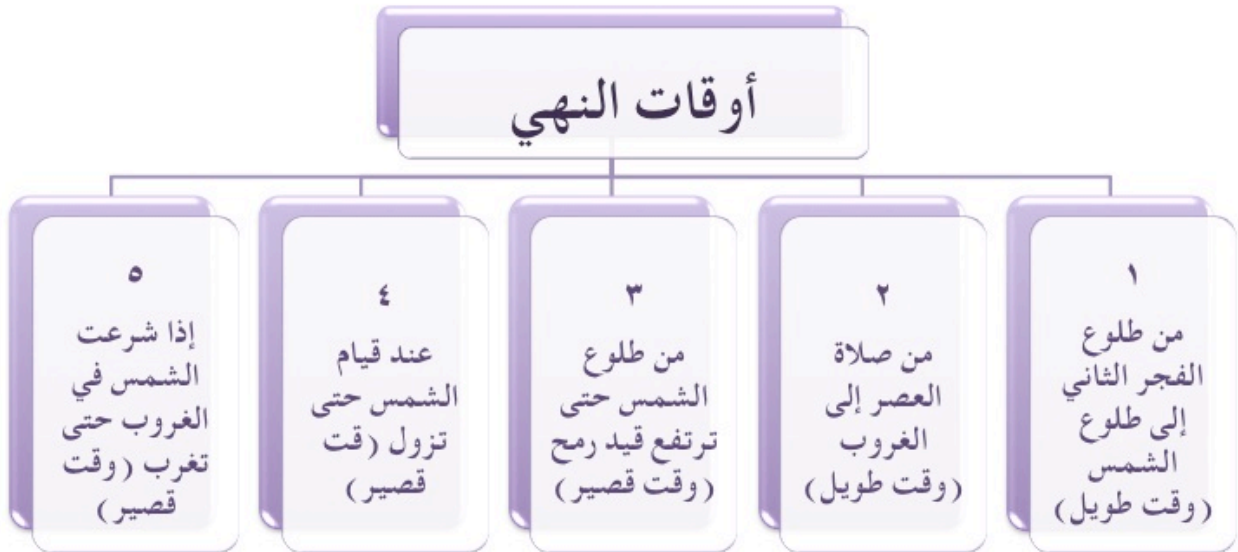 أوقات النهي
١
من طلوع
الفجر الثاني
إلى طلوع
الشمس
(وقت طويل)
٢
من صلاة
العصر إلى
الغروب
(وقت طويل)
٣
من طلوع
الشمس حتى
ترتفع قيد رمح
(وقت قصير)
٤
عند قيام
الشمس حتى
تزول (قت
قصير)
٥
إذا شرعت
الشمس في
الغروب حتى
تغرب (وقت
قصير)